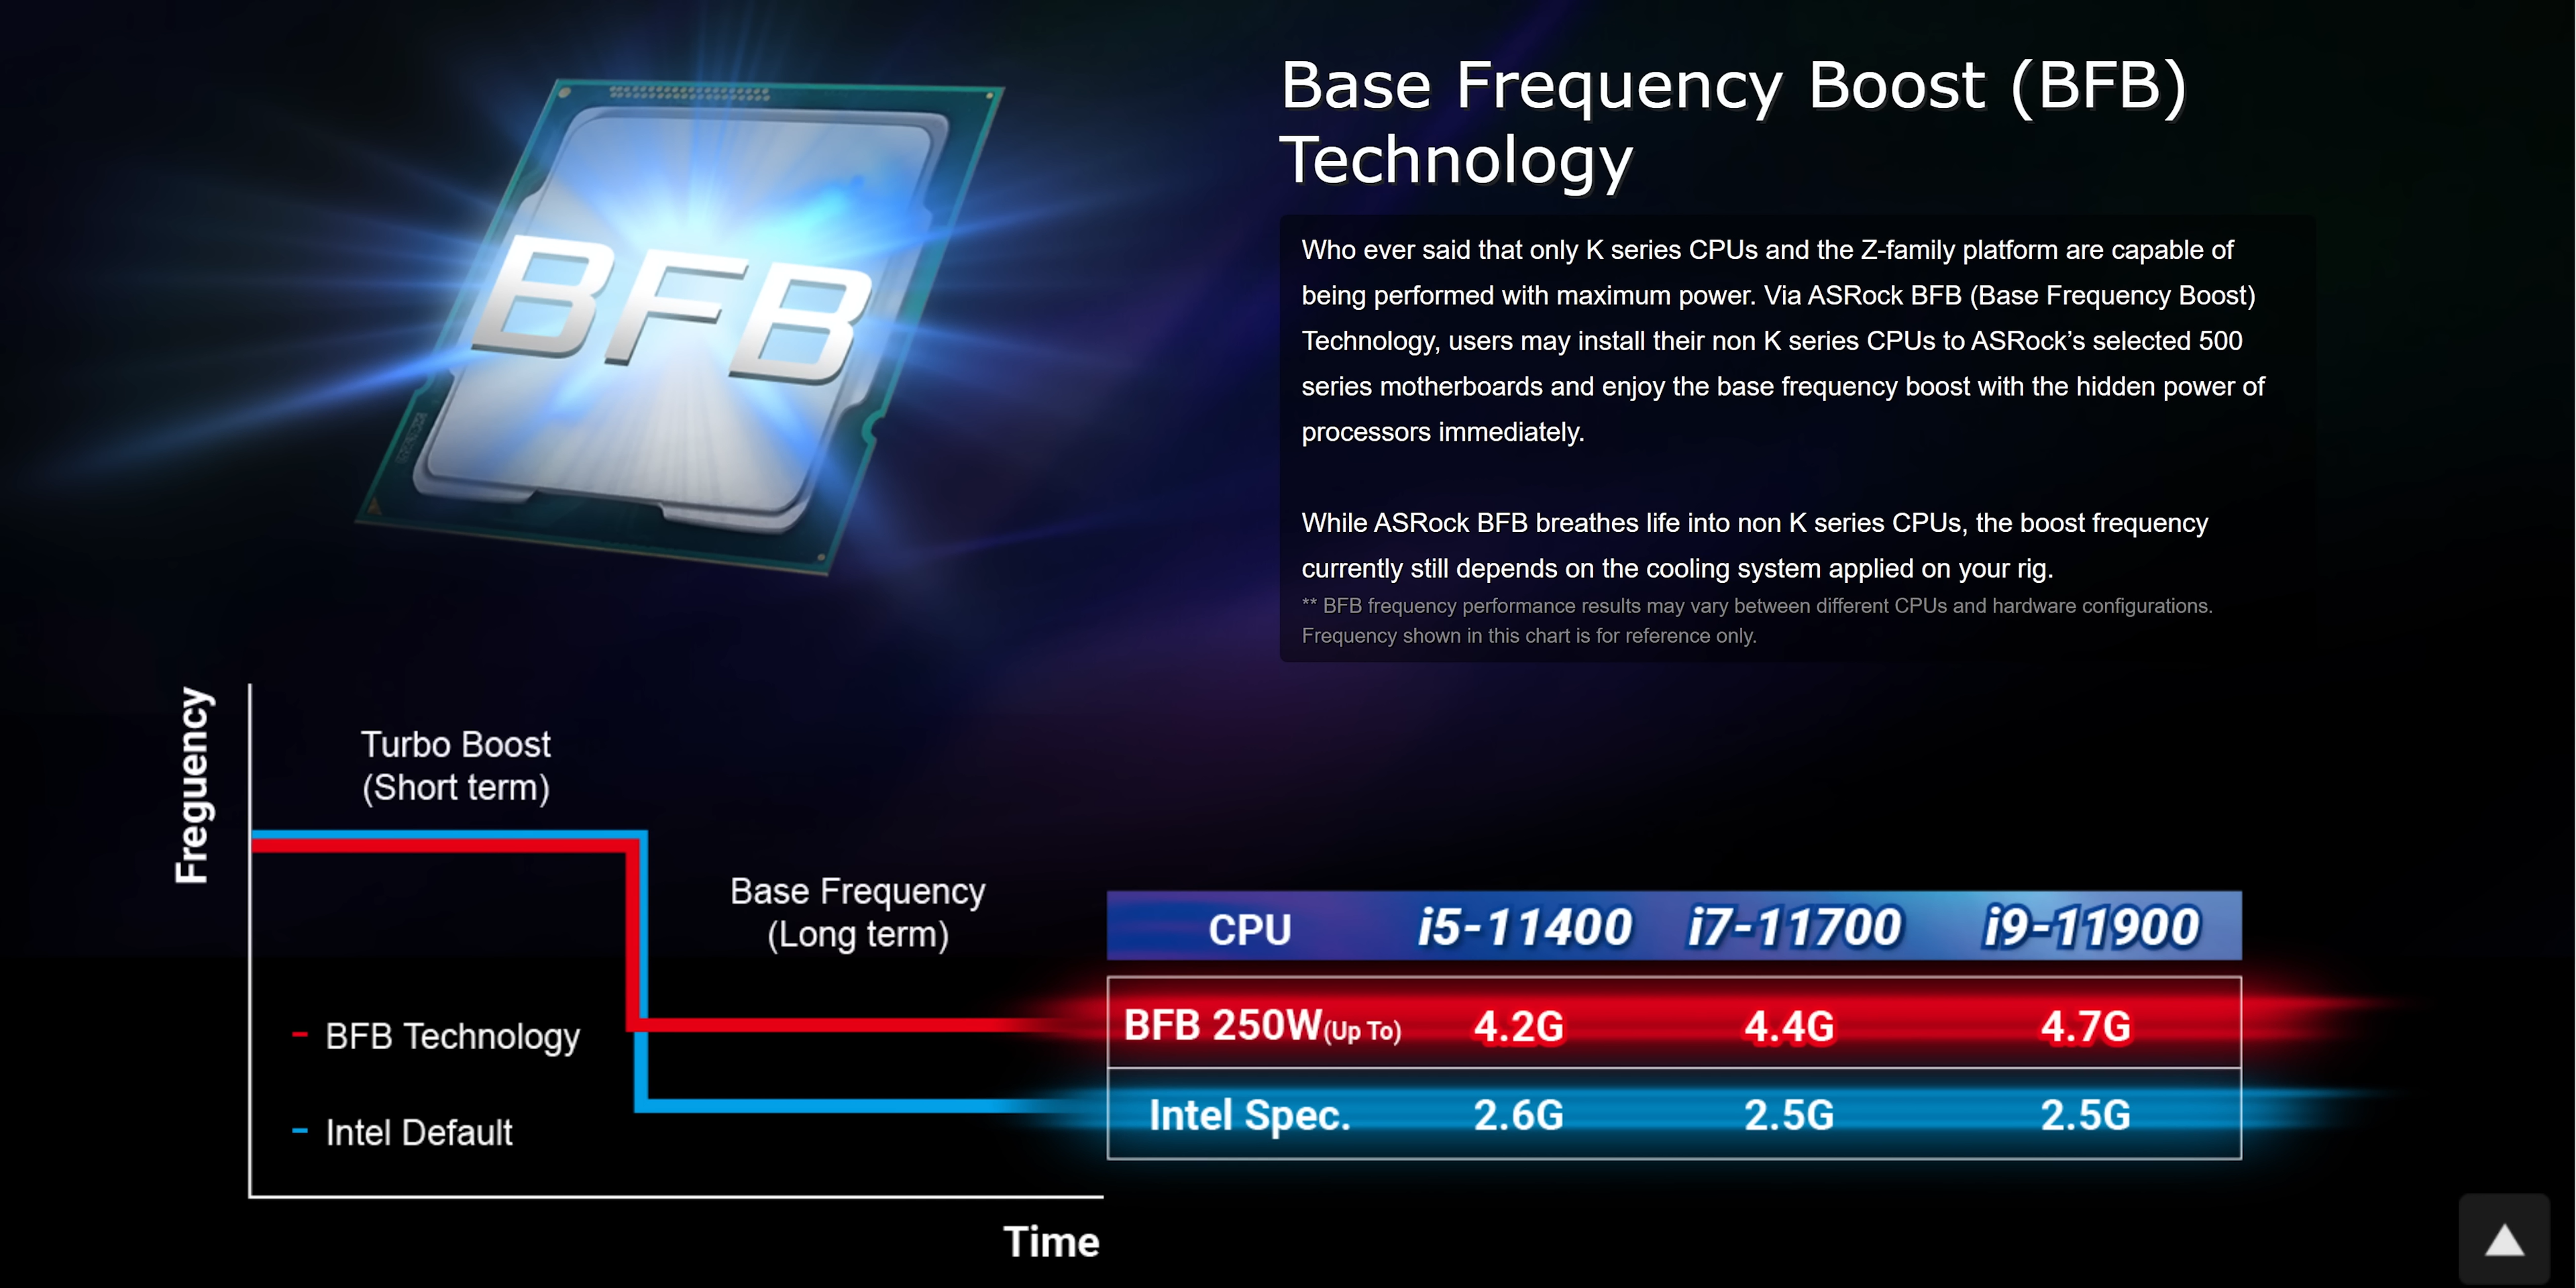 BFB
Base Frequency Boost (BFB)
Technology
Who ever said that only K series CPUs and the Z-family platform are capable of
being performed with maximum power. Via ASRock BFB (Base Frequency Boost)
Technology, users may install their non K series CPUs to ASRock’s selected 500
series motherboards and enjoy the base frequency boost with the hidden power of
processors immediately.
While ASRock BFB breathes life into non K series CPUs, the boost frequency
currently still depends on the cooling system applied on your rig.
** BFB frequency performance results may vary between different CPUs and hardware configurations.
Frequency shown in this chart is for reference only.
Freguency
Turbo Boost
(Short term)
Base Frequency
(Long term)
- BFB Technology
- Intel Default
Time
CPU i5-11400 i7-11700 i9-11900
BFB 250W(Up To) 4.2G 4.4G 4.7G
Intel Spec. 2.6G 2.5G 2.5G